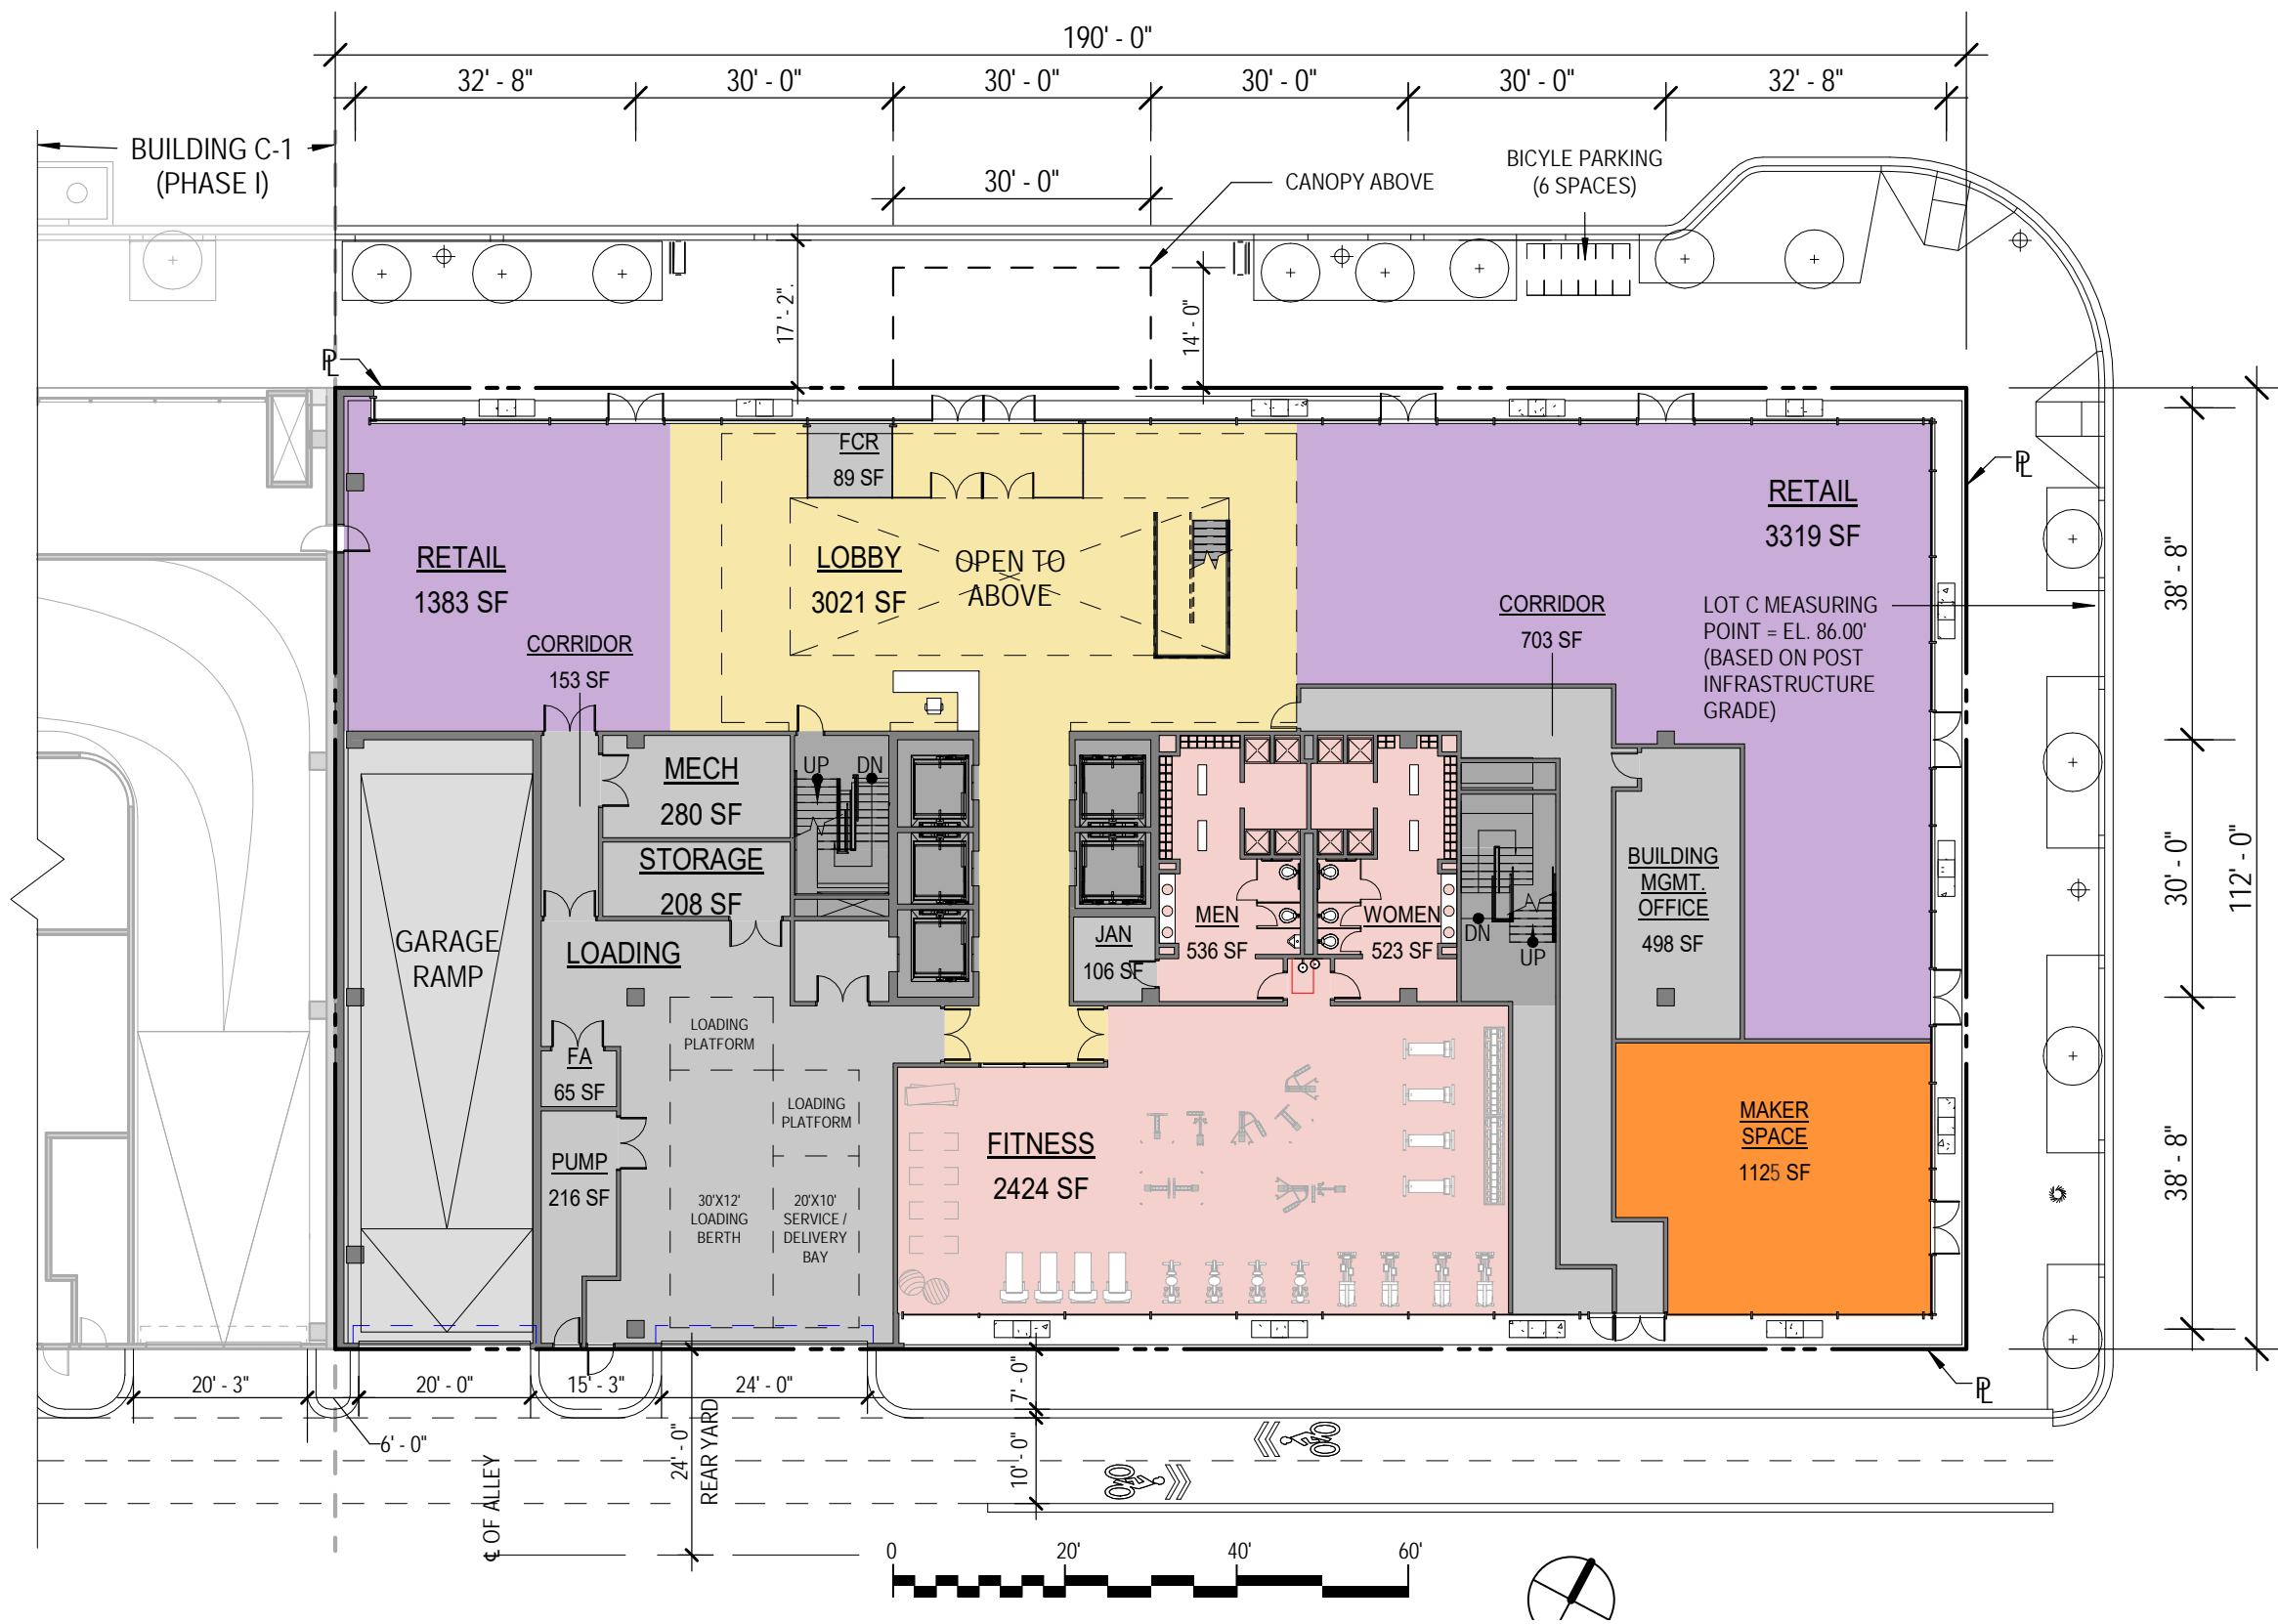 190' - 0"
32' - 8"
30' - 0"
30' - 0"
30' - 0"
30' - 0"
32' - 8"
BUILDING C-1
(PHASE I)
30' - 0"
CANOPY ABOVE
BICYLE PARKING
(6 SPACES)
17' - 2"
14' - 0"
PL
FCR
89 SF
RETAIL
3319 SF
PL
RETAIL
1383 SF
LOBBY
3021 SF
OPEN TO
ABOVE
CORRIDOR
703 SF
LOT C MEASURING
POINT = EL. 86.00'
(BASED ON POST
INFRASTRUCTURE
GRADE)
38' - 8"
CORRIDOR
153 SF
MECH
280 SF
UP
DN
STORAGE
208 SF
BUILDING
MGMT.
OFFICE
498 SF
30' - 0"
112' - 0"
GARAGE
RAMP
LOADING
JAN
106 SF
MEN
536 SF
WOMEN
523 SF
DN
UP
LOADING
PLATFORM
FA
65 SF
LOADING
PLATFORM
FITNESS
2424 SF
MAKER
SPACE
1125 SF
38' - 8"
PUMP
216 SF
30'X12'
LOADING
BERTH
20'X10'
SERVICE /
DELIVERY
BAY
20' - 3"
20' - 0"
15' - 3"
24' - 0"
7' - 0"
PL
6' - 0"
24' - 0"
REAR YARD
10'- 0"
CL OF ALLEY
0
20'
40'
60'